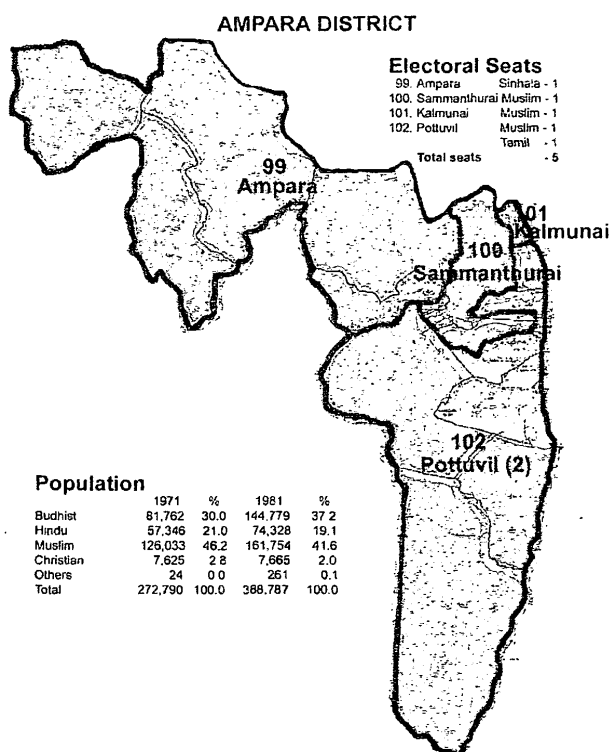 AMPARA DISTRICT
Electoral Seats
99. Ampara Sinhala - 1
100. Sammanthurai Muslim - 1
101. Kalmunai Muslim - 1
102. Pottuvil Muslim - 1
Tamil - 1
Total seats - 5
99
Ampara
101
Kalmunai
100
Sammanthurai
102
Pottuvil (2)
Population
1971 % 1981 %
Budhist 81,762 30.0 144,779 37.2
Hindu 57,346 21.0 74,328 19.1
Muslim 126,033 46.2 161,754 41.6
Christian 7,625 2.8 7,665 2.0
Others 24 0.0 261 0.1
Total 272,790 100.0 388,787 100.0